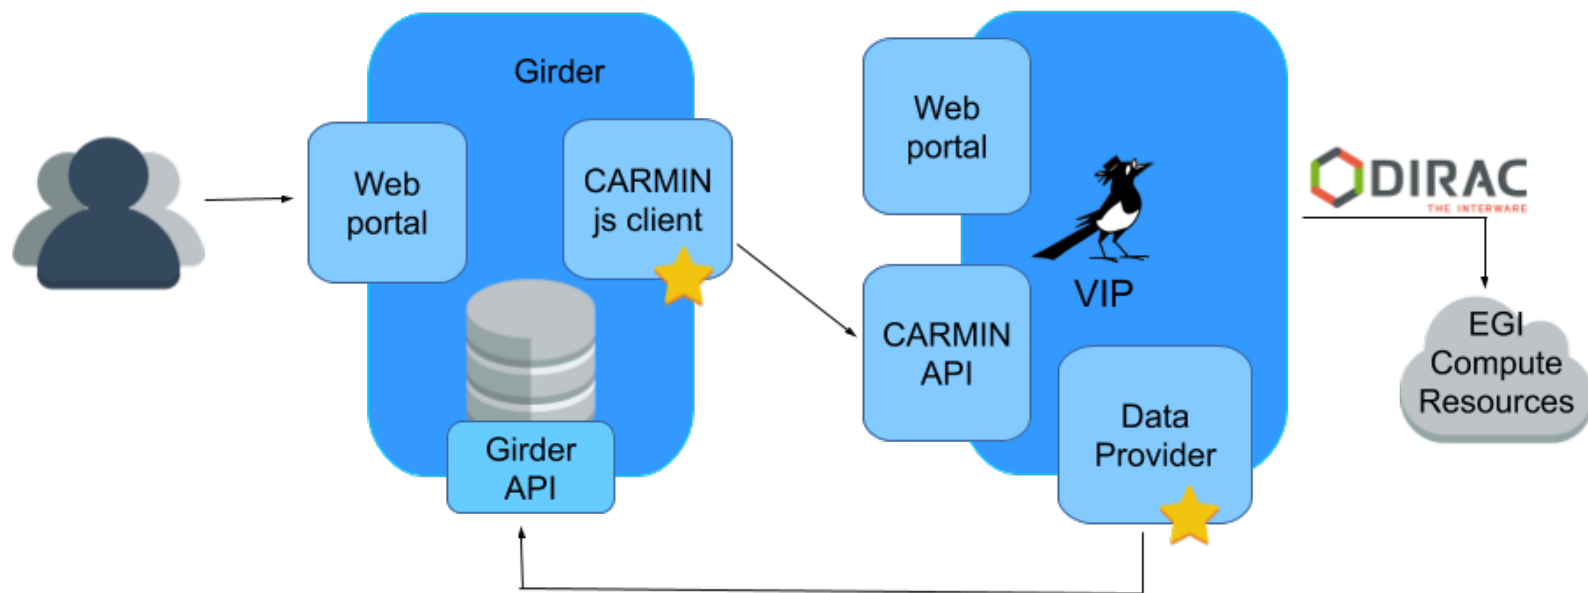 Girder
Web
portal
CARMIN
js client
Girder
API
Web
portal
VIP
CARMIN
API
Data
Provider
DIRAC
THE INTERWARE
EGI
Compute
Resources